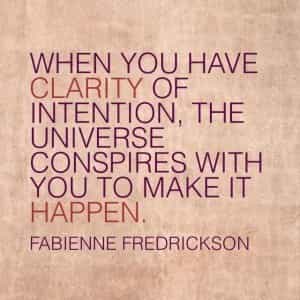 WHEN YOU HAVE
CLARITY OF
INTENTION, THE
UNIVERSE
CONSPIRES WITH
YOU TO MAKE IT
HAPPEN.
FABIENNE FREDRICKSON